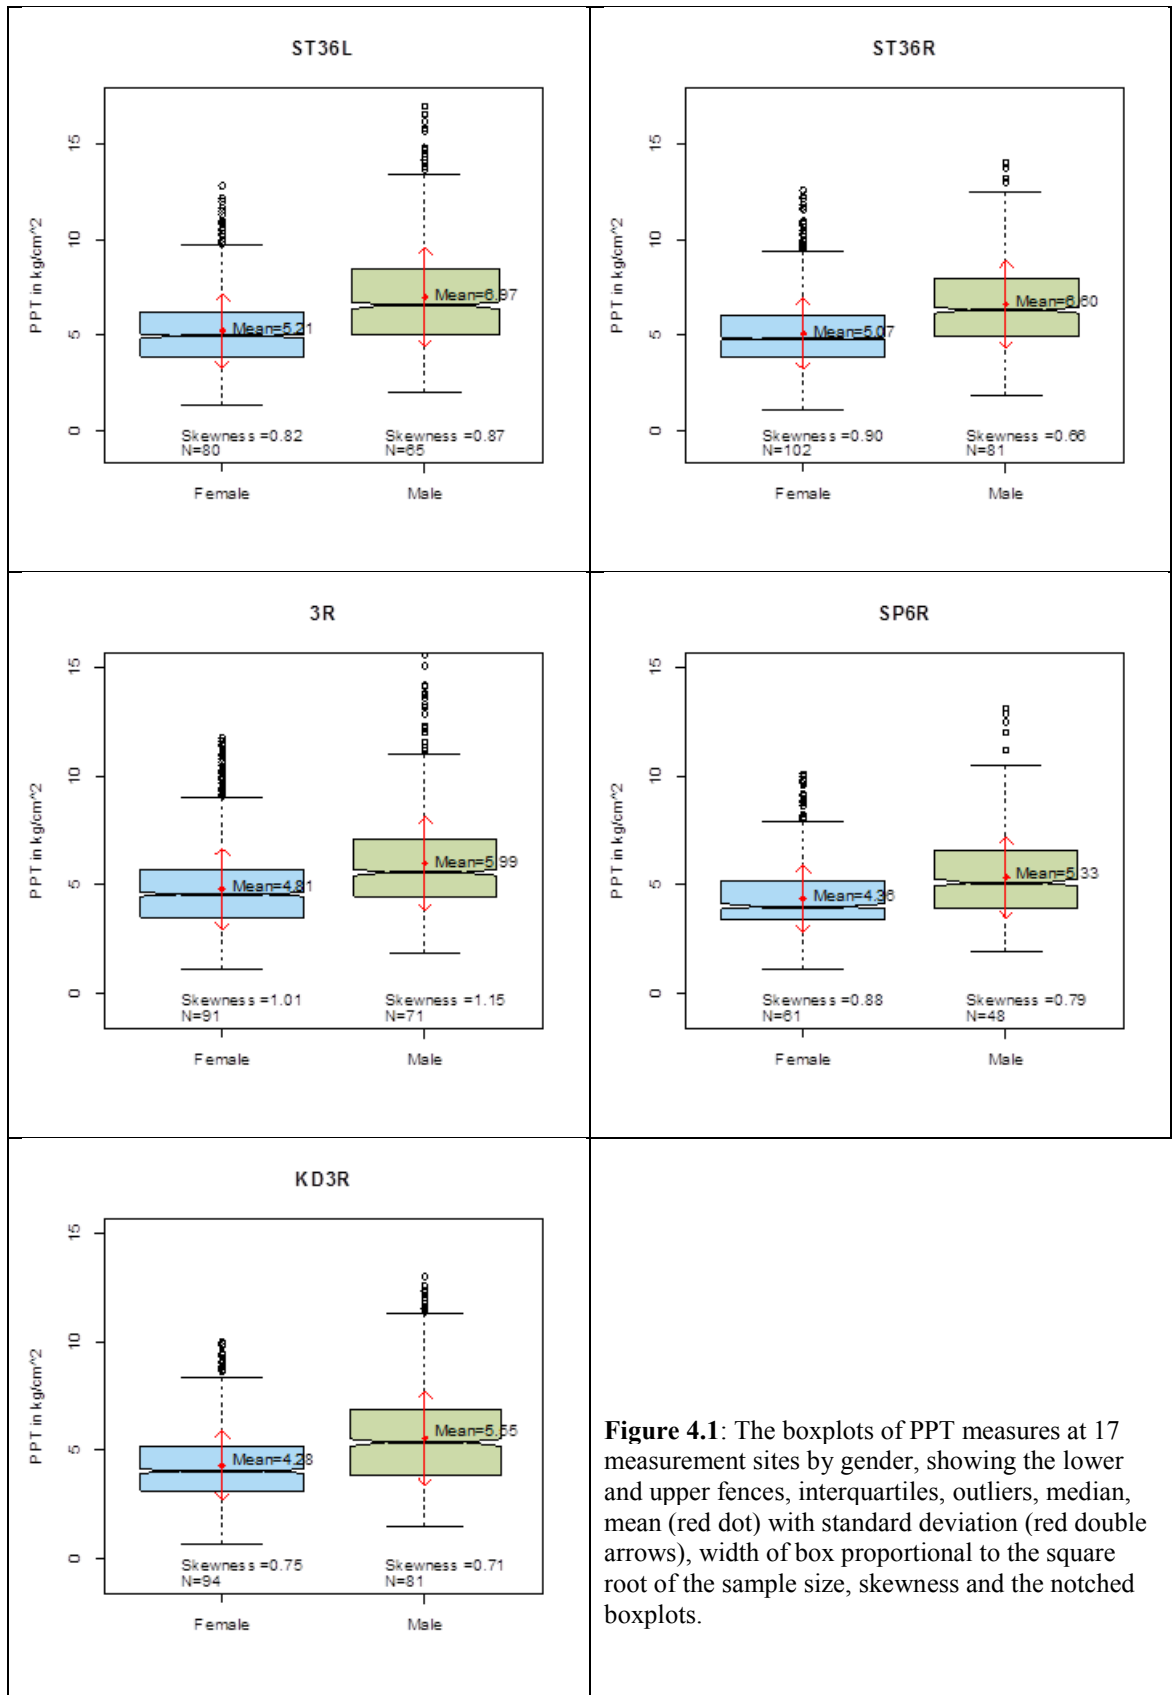 ST36L
PPT in kg/cm^2
15
10
5
0
Mean=5.21
Mean=6.97
Skewness =0.82
N=80
Skewness =0.87
N=65
Female
Male
ST36R
PPT in kg/cm^2
15
10
5
0
Mean=5.07
Mean=6.60
Skewness =0.90
N=102
Skewness =0.66
N=81
Female
Male
3R
PPT in kg/cm^2
15
10
5
0
Mean=4.81
Mean=5.99
Skewness =1.01
N=91
Skewness =1.15
N=71
Female
Male
SP6R
PPT in kg/cm^2
15
10
5
0
Mean=4.36
Mean=5.33
Skewness =0.88
N=61
Skewness =0.79
N=48
Female
Male
KD3R
PPT in kg/cm^2
15
10
5
0
Mean=4.28
Mean=5.55
Skewness =0.75
N=94
Skewness =0.71
N=81
Female
Male
Figure 4.1: The boxplots of PPT measures at 17
measurement sites by gender, showing the lower
and upper fences, interquartiles, outliers, median,
mean (red dot) with standard deviation (red double
arrows), width of box proportional to the square
root of the sample size, skewness and the notched
boxplots.